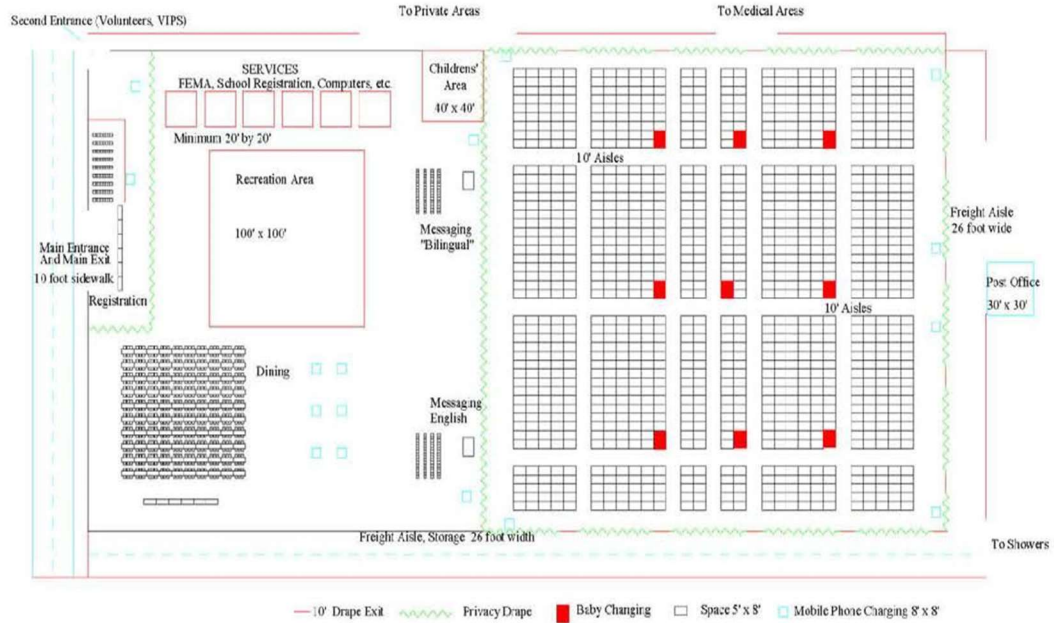 To Private Areas
To Medical Areas
Second Entrance (Volunteers, VIPS)
SERVICES
FEMA, School Registration, Computers, etc.
Minimum 20' by 20'
Childrens'
Area
40' x 40'
Recreation Area
100' x 100'
10' Aisles
Messaging
"Bilingual"
Main Entrance
And Main Exit
10 foot sidewalk
Registration
Freight Aisle
26 foot wide
Post Office
30' x 30'
10' Aisles
Dining
Messaging
English
Freight Aisle, Storage 26 foot width
To Showers
10' Drape Exit
Privacy Drape
Baby Changing
Space 5' x 8'
Mobile Phone Charging 8' x 8'